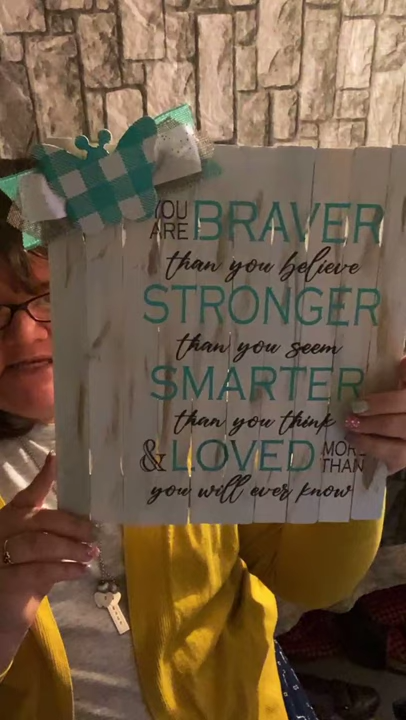 YOU ARE BRAVER
than you believe
STRONGER
than you seem
SMARTER
than you think
& LOVED MORE THAN
you will ever know